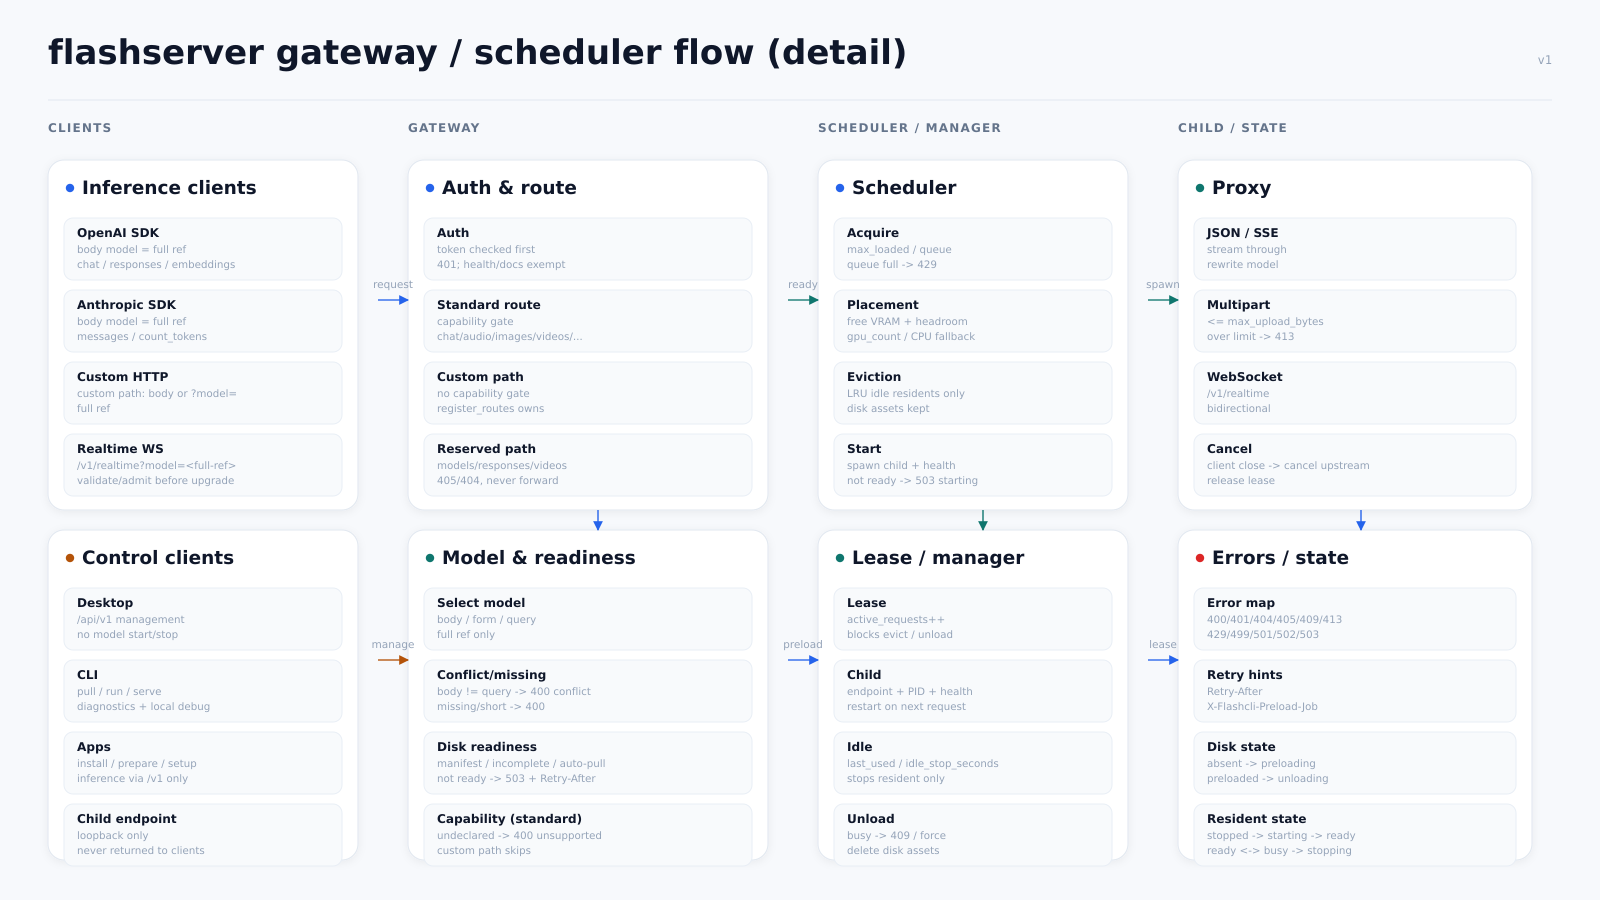 flashserver gateway / scheduler flow (detail)
v1
CLIENTS
GATEWAY
SCHEDULER / MANAGER
CHILD / STATE
Inference clients
OpenAI SDK
body model = full ref
chat / responses / embeddings
Anthropic SDK
body model = full ref
messages / count_tokens
Custom HTTP
custom path: body or ?model=
full ref
Realtime WS
/v1/realtime?model=<full-ref>
validate/admit before upgrade
request
Auth & route
Auth
token checked first
401; health/docs exempt
Standard route
capability gate
chat/audio/images/videos/...
Custom path
no capability gate
register_routes owns
Reserved path
models/responses/videos
405/404, never forward
ready
Scheduler
Acquire
max_loaded / queue
queue full -> 429
Placement
free VRAM + headroom
gpu_count / CPU fallback
Eviction
LRU idle residents only
disk assets kept
Start
spawn child + health
not ready -> 503 starting
spawn
Proxy
JSON / SSE
stream through
rewrite model
Multipart
<= max_upload_bytes
over limit -> 413
WebSocket
/v1/realtime
bidirectional
Cancel
client close -> cancel upstream
release lease
Control clients
Desktop
/api/v1 management
no model start/stop
CLI
pull / run / serve
diagnostics + local debug
Apps
install / prepare / setup
inference via /v1 only
Child endpoint
loopback only
never returned to clients
manage
Model & readiness
Select model
body / form / query
full ref only
Conflict/missing
body != query -> 400 conflict
missing/short -> 400
Disk readiness
manifest / incomplete / auto-pull
not ready -> 503 + Retry-After
Capability (standard)
undeclared -> 400 unsupported
custom path skips
preload
Lease / manager
Lease
active_requests++
blocks evict / unload
Child
endpoint + PID + health
restart on next request
Idle
last_used / idle_stop_seconds
stops resident only
Unload
busy -> 409 / force
delete disk assets
lease
Errors / state
Error map
400/401/404/405/409/413
429/499/501/502/503
Retry hints
Retry-After
X-Flashcli-Preload-Job
Disk state
absent -> preloading
preloaded -> unloading
Resident state
stopped -> starting -> ready
ready <-> busy -> stopping